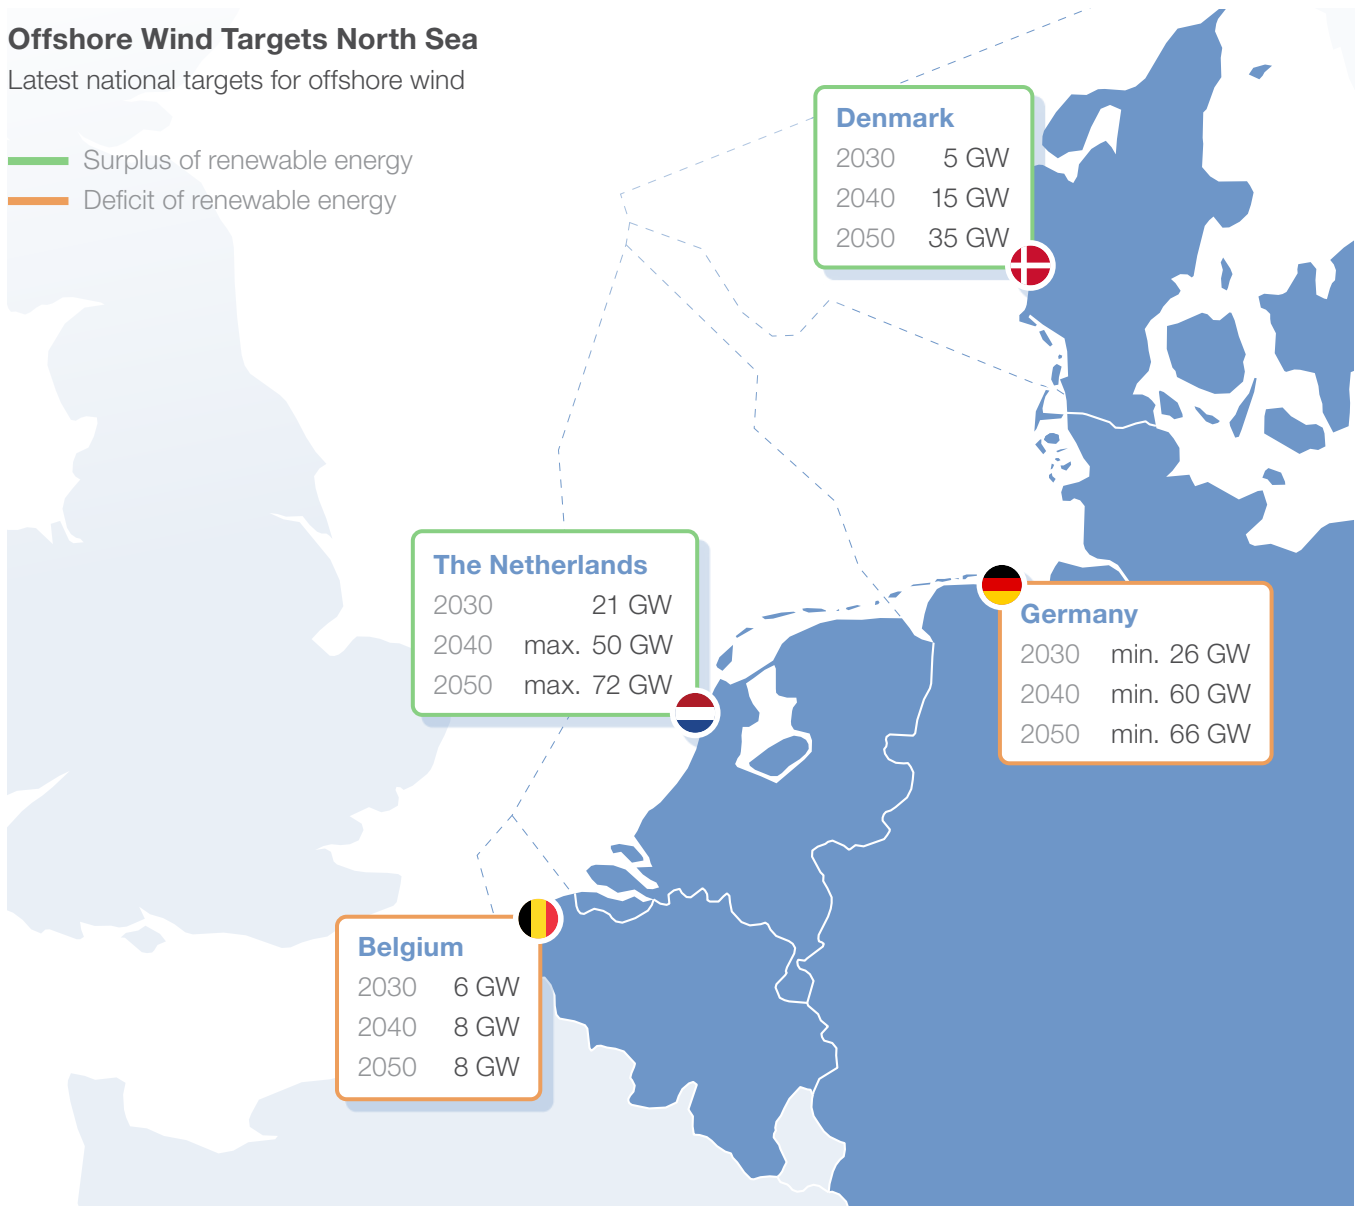 Offshore Wind Targets North Sea
Latest national targets for offshore wind
Surplus of renewable energy
Deficit of renewable energy
Denmark
2030 5 GW
2040 15 GW
2050 35 GW
The Netherlands
2030 21 GW
2040 max. 50 GW
2050 max. 72 GW
Germany
2030 min. 26 GW
2040 min. 60 GW
2050 min. 66 GW
Belgium
2030 6 GW
2040 8 GW
2050 8 GW